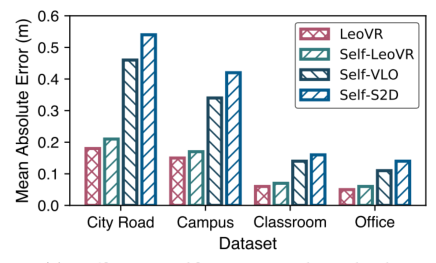 Mean Absolute Error (m)
0.6
0.5
0.4
0.3
0.2
0.1
0.0
LeoVR
Self-LeoVR
Self-VLO
Self-S2D
City Road
Campus
Classroom
Office
Dataset